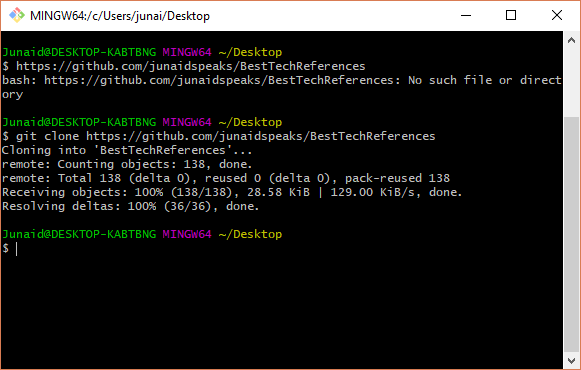 MINGW64:/c/Users/junai/Desktop
Junaid@DESKTOP-KABTBNG MINGW64 ~/Desktop
$ https://github.com/junaidspeaks/BestTechReferences
bash: https://github.com/junaidspeaks/BestTechReferences: No such file or direct
ory
Junaid@DESKTOP-KABTBNG MINGW64 ~/Desktop
$ git clone https://github.com/junaidspeaks/BestTechReferences
Cloning into 'BestTechReferences'...
remote: Counting objects: 138, done.
remote: Total 138 (delta 0), reused 0 (delta 0), pack-reused 138
Receiving objects: 100% (138/138), 28.58 KiB | 129.00 KiB/s, done.
Resolving deltas: 100% (36/36), done.
Junaid@DESKTOP-KABTBNG MINGW64 ~/Desktop
$